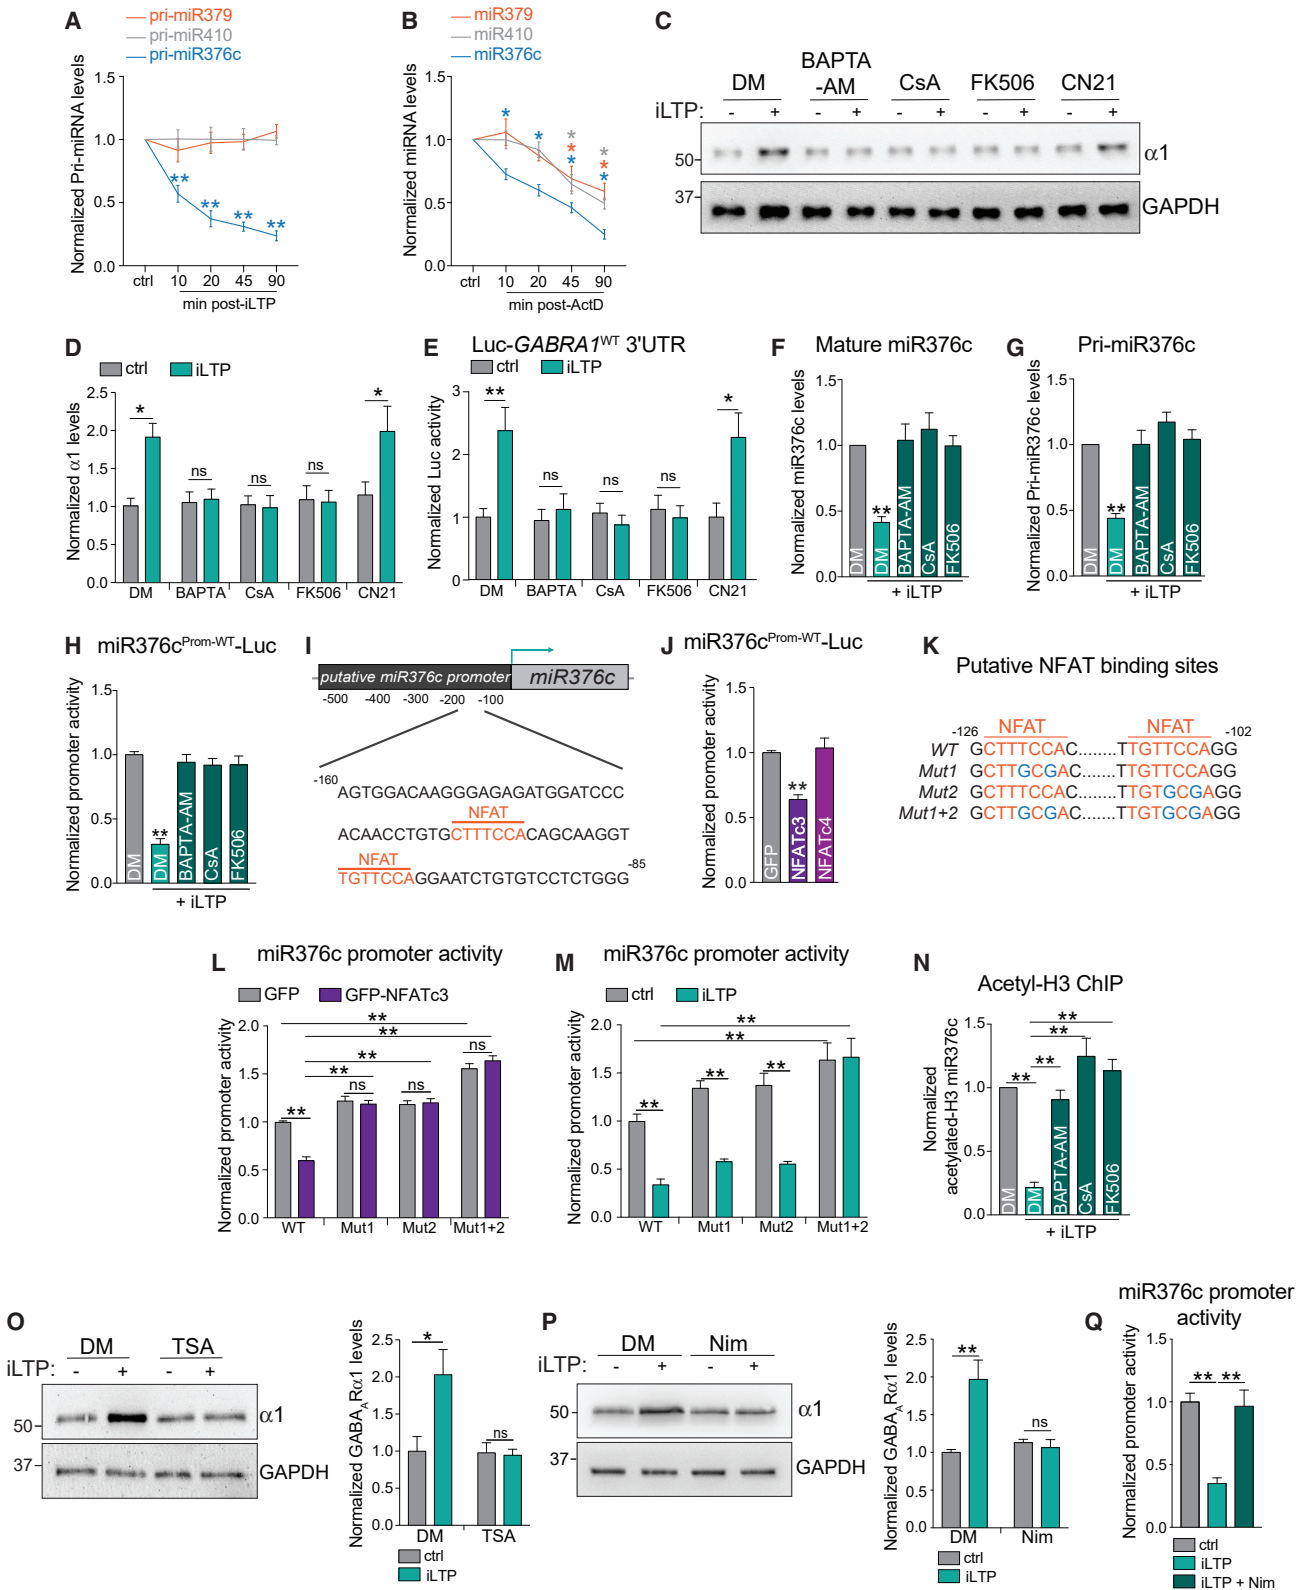 A
pri-miR379
pri-miR410
pri-miR376c
Normalized Pri-miRNA levels
1.5
1.0
0.5
0.0
** ** ** **
ctrl 10 20 45 90
min post-iLTP
B
miR379
miR410
miR376c
Normalized miRNA levels
1.5
1.0
0.5
0.0
* * * * * * * *
ctrl 10 20 45 90
min post-ActD
C
DM BAPTA-AM CsA FK506 CN21
iLTP: - + - + - + - + - +
50 α1
37 GAPDH
D
ctrl iLTP
Normalized α1 levels
2.5
2.0
1.5
1.0
0.5
0.0
* ns ns ns *
DM BAPTA CsA FK506 CN21
E
Luc-GABRA1WT 3'UTR
ctrl iLTP
Normalized Luc activity
3
2
1
0
** ns ns ns *
DM BAPTA CsA FK506 CN21
F
Mature miR376c
Normalized miR376c levels
1.5
1.0
0.5
0.0
**
DM DM BAPTA-AM CsA FK506
+ iLTP
G
Pri-miR376c
Normalized Pri-miR376c levels
1.5
1.0
0.5
0.0
**
DM DM BAPTA-AM CsA FK506
+ iLTP
H
miR376cProm-WT-Luc
Normalized promoter activity
1.5
1.0
0.5
0.0
**
DM DM BAPTA-AM CsA FK506
+ iLTP
I
putative miR376c promoter miR376c
-500 -400 -300 -200 -100
-160
AGTGGACAAGGGAGAGATGGATCCC
NFAT
ACAACCTGTGCTTTCCACAGCAAGGT
NFAT
TGTTCCAGGAATCTGTGTCCTCTGGG -85
J
miR376cProm-WT-Luc
Normalized promoter activity
1.5
1.0
0.5
0.0
**
GFP NFATc3 NFATc4
K
Putative NFAT binding sites
-126 NFAT NFAT -102
WT GCTTTCCAC........TTGTTCCAGG
Mut1 GCTTGCGAC........TTGTTCCAGG
Mut2 GCTTTCCAC........TTGTGCGAGG
Mut1+2 GCTTGCGAC........TTGTGCGAGG
L
miR376c promoter activity
GFP GFP-NFATc3
Normalized promoter activity
2.0
1.5
1.0
0.5
0.0
**
**
**
**
** ns ns ns
WT Mut1 Mut2 Mut1+2
M
miR376c promoter activity
ctrl iLTP
Normalized promoter activity
2.0
1.5
1.0
0.5
0.0
**
**
** ** **
WT Mut1 Mut2 Mut1+2
N
Acetyl-H3 ChIP
Normalized
acetylated-H3 miR376c
1.5
1.0
0.5
0.0
**
**
** **
DM DM BAPTA-AM CsA FK506
+ iLTP
O
DM TSA
iLTP: - + - +
50 α1
37 GAPDH
Normalized GABAARα1 levels
2.5
2.0
1.5
1.0
0.5
0.0
* ns
DM TSA
ctrl
iLTP
P
DM Nim
iLTP: - + - +
50 α1
37 GAPDH
Normalized GABAARα1 levels
2.5
2.0
1.5
1.0
0.5
0.0
** ns
DM Nim
ctrl
iLTP
Q
miR376c promoter
activity
Normalized promoter activity
1.5
1.0
0.5
0.0
** **
ctrl
iLTP
iLTP + Nim